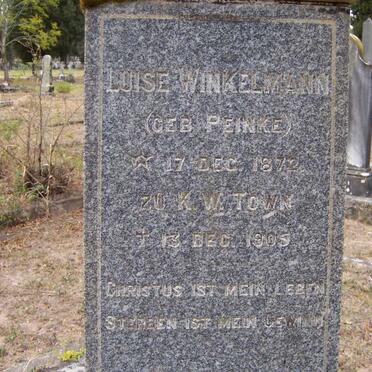 LUISE WINKELMANN
(GEB PEINKE)
☆ 17 DEC. 1872
ZU K. W. TOWN
† 13 DEC. 1905
CHRISTUS IST MEIN LEBEN
STERBEN IST MEIN GEWINN